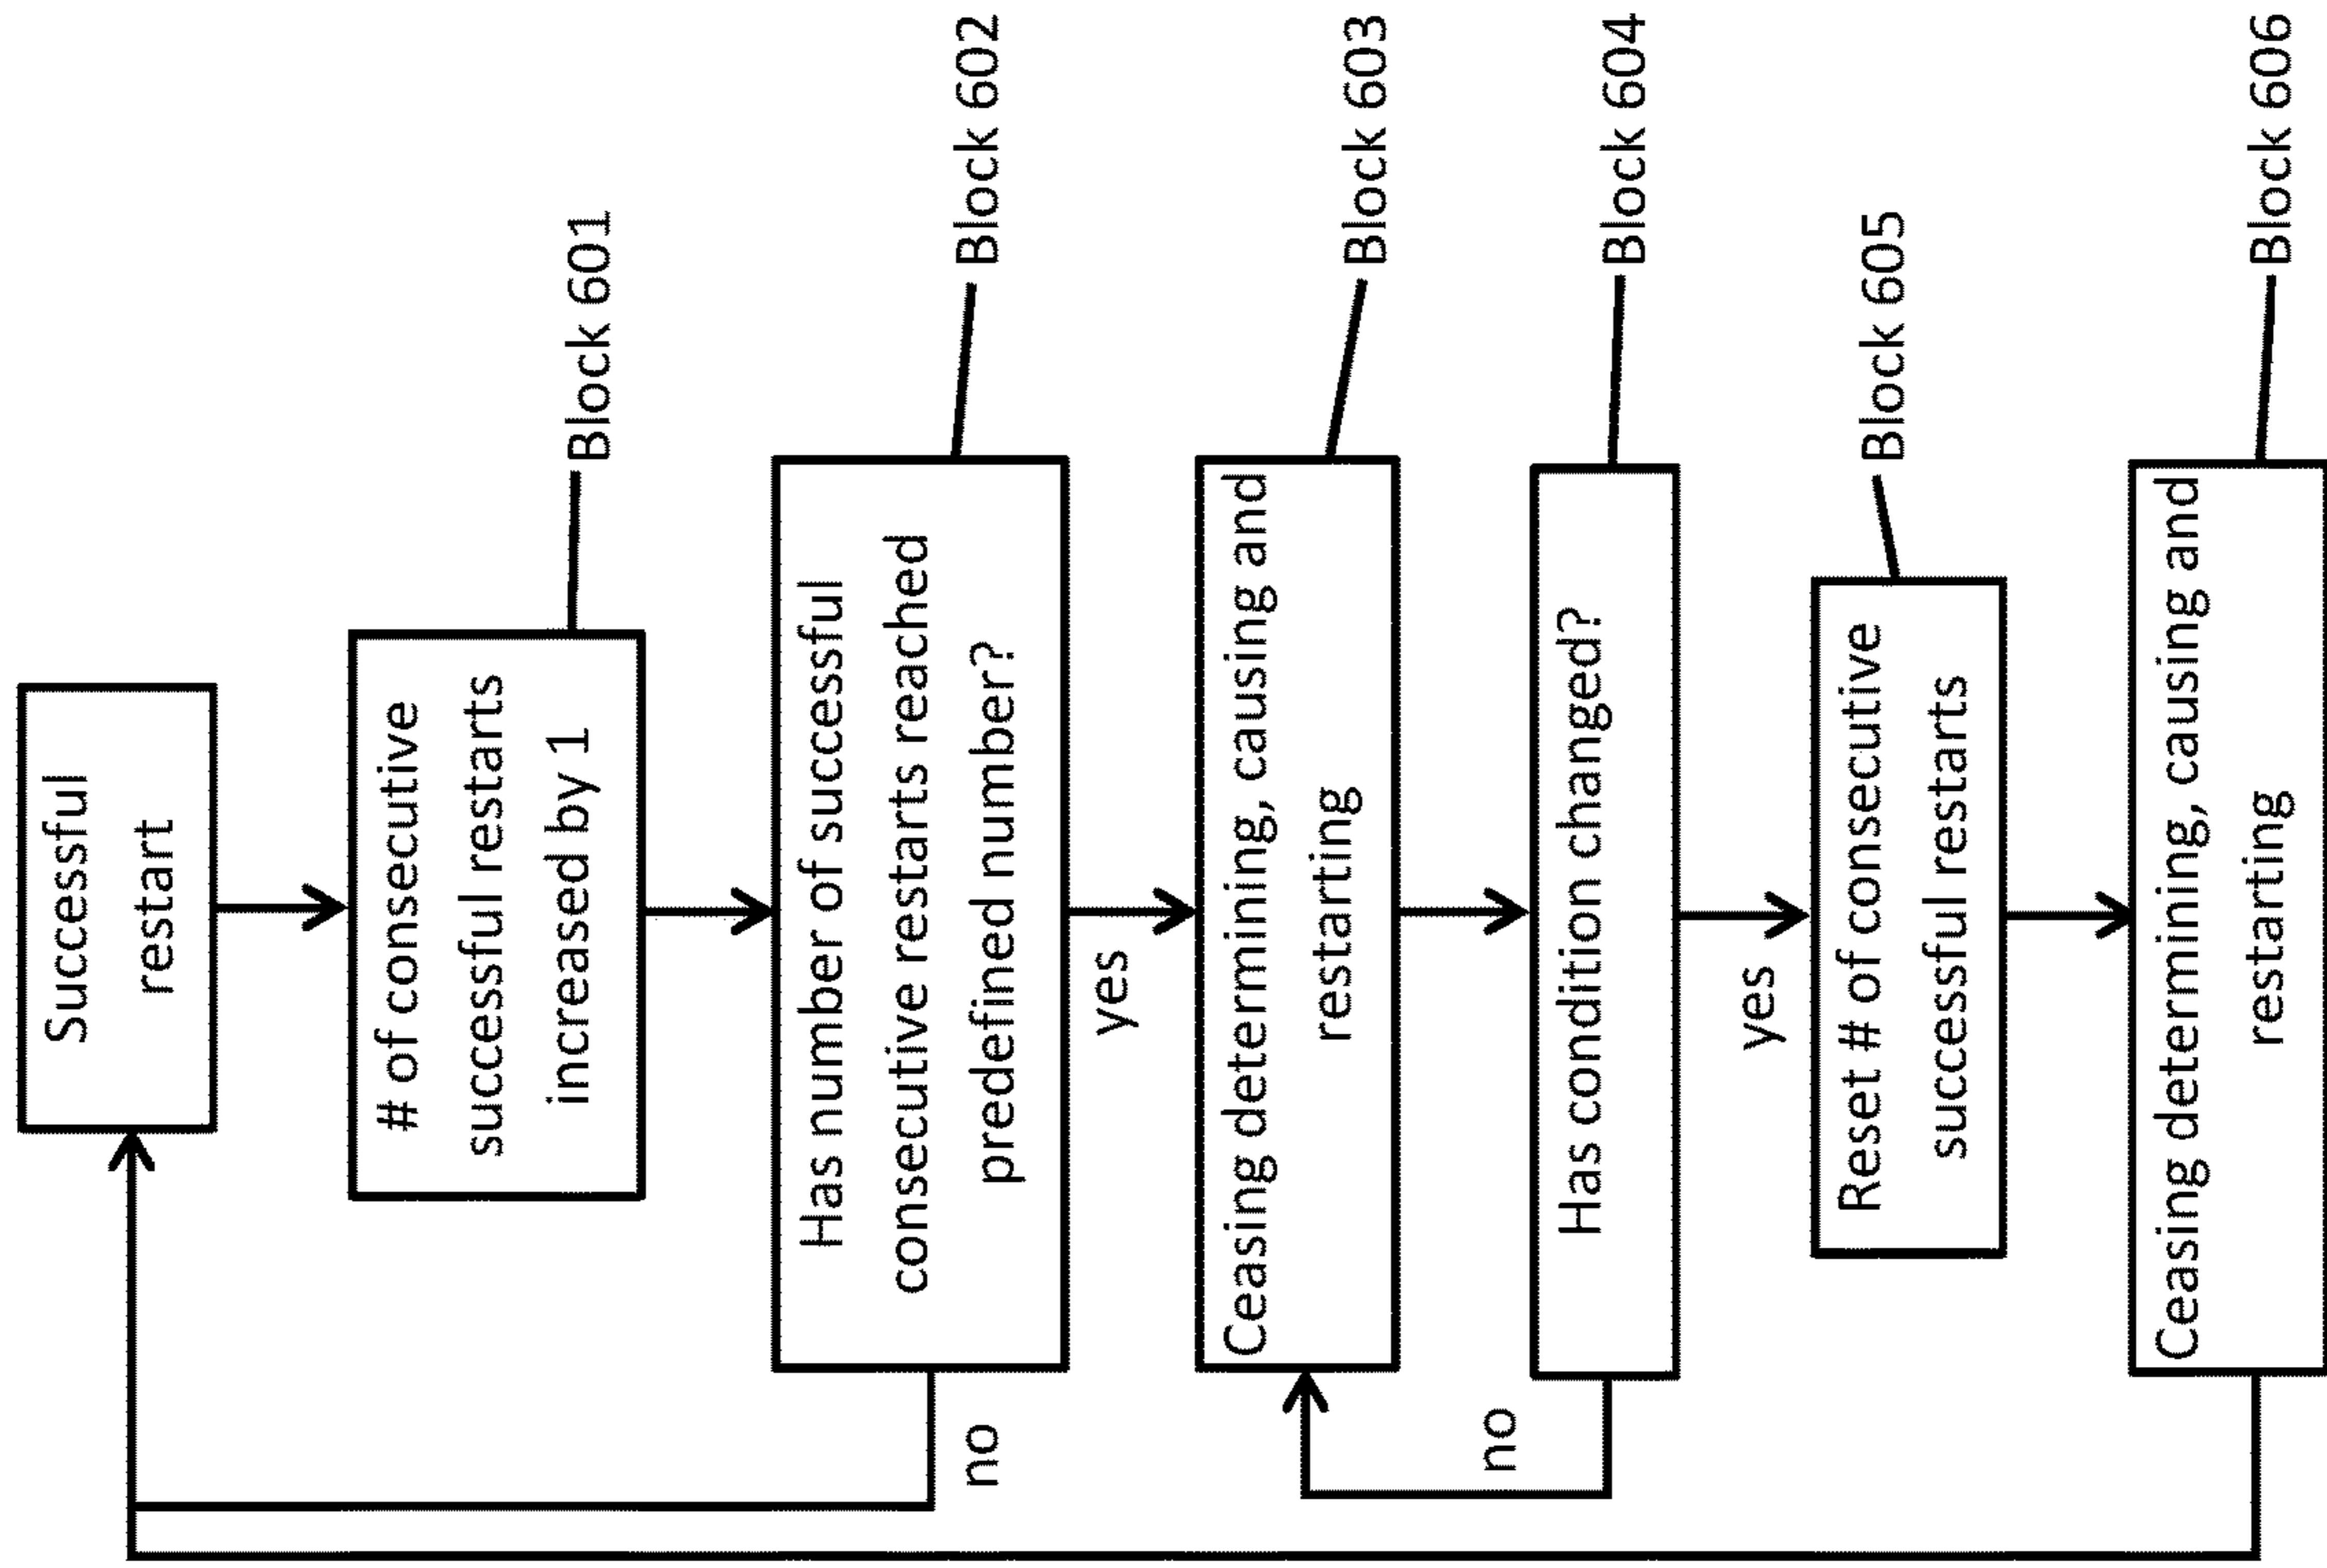 Successful
restart
# of consecutive
successful restarts
increased by 1
Block 601
Has number of successful
consecutive restarts reached
predefined number?
Block 602
no
yes
Ceasing determining, causing and
restarting
Block 603
Has condition changed?
Block 604
no
yes
Reset # of consecutive
successful restarts
Block 605
Ceasing determining, causing and
restarting
Block 606